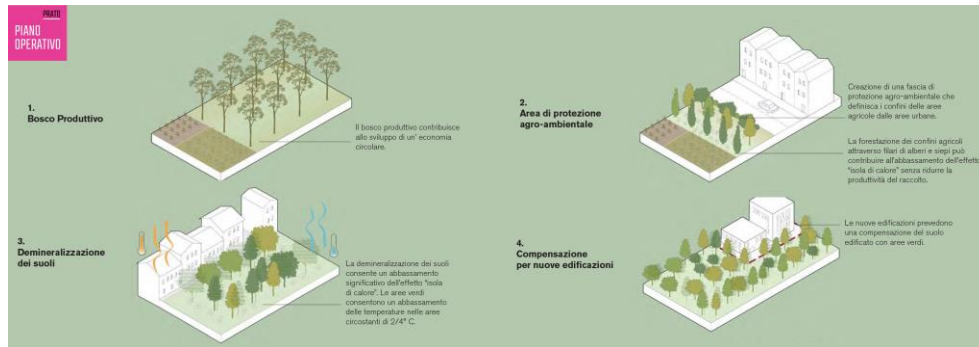 PRATO
PIANO
OPERATIVO
1.
Bosco Produttivo
Il bosco produttivo contribuisce
allo sviluppo di un' economia
circolare.
2.
Area di protezione
agro-ambientale
Creazione di una fascia di
protezione agro-ambientale che
definisca i confini delle aree
agricole dalle aree urbane.
La forestazione dei confini agricoli
attraverso filari di alberi e siepi può
contribuire all'abbassamento dell'effetto
"isola di calore" senza ridurre la
produttività del raccolto.
3.
Demineralizzazione
dei suoli
La demineralizzazione dei suoli
consente un abbassamento
significativo dell'effetto "isola
di calore". Le aree verdi
consentono un abbassamento
delle temperature nelle aree
circostanti di 2/4° C.
4.
Compensazione
per nuove edificazioni
Le nuove edificazioni prevedono
una compensazione del suolo
edificato con aree verdi.